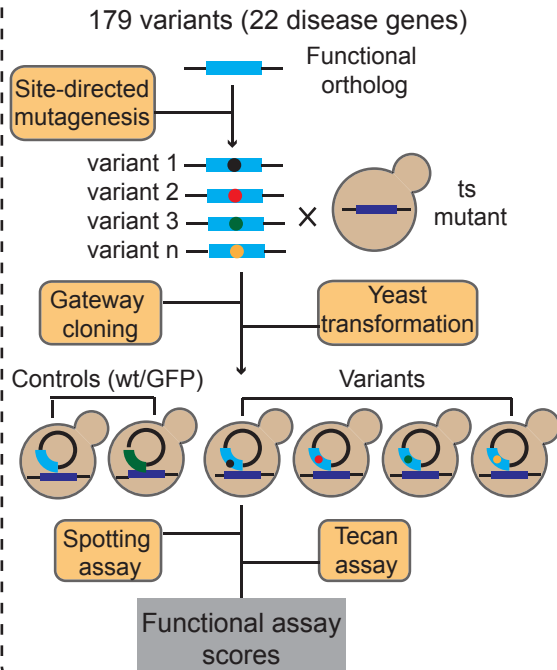 179 variants (22 disease genes)
Functional
ortholog
Site-directed
mutagenesis
variant 1
variant 2
variant 3
variant n
ts
mutant
Gateway
cloning
Yeast
transformation
Controls (wt/GFP)
Variants
Spotting
assay
Tecan
assay
Functional assay
scores